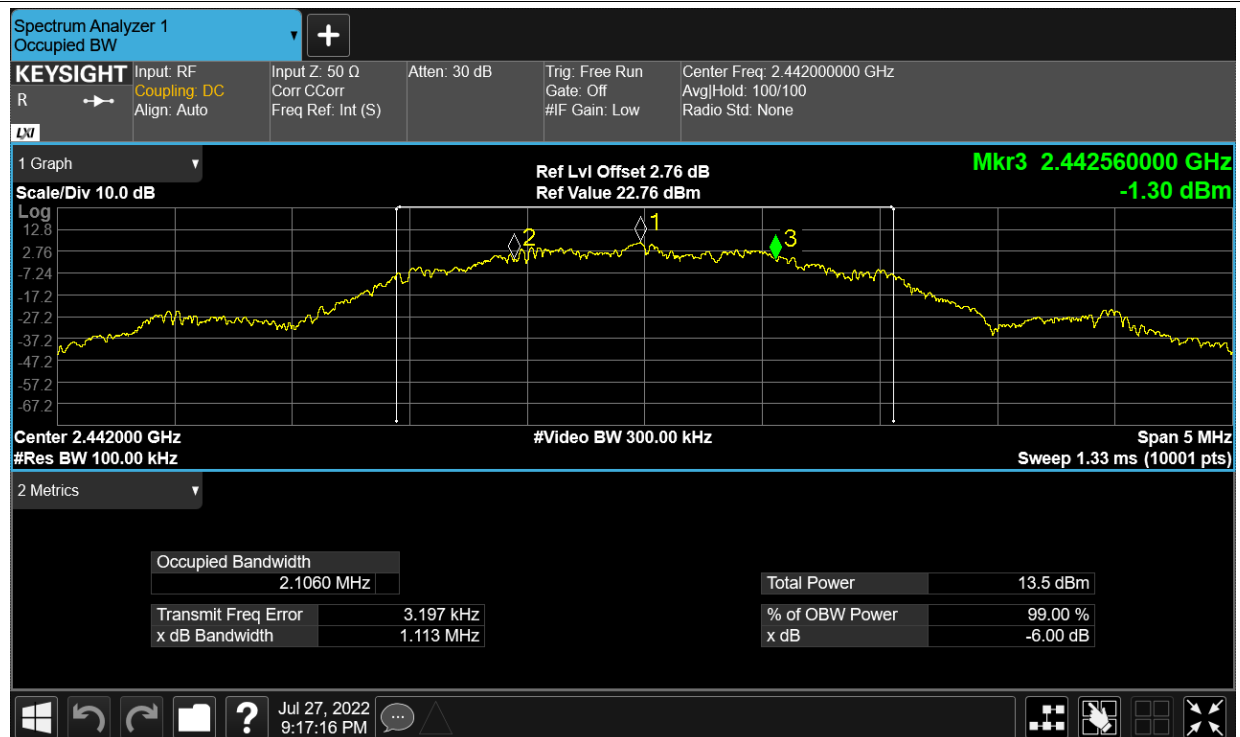 Spectrum Analyzer 1
Occupied BW
KEYSIGHT Input: RF Input Z: 50 Ω Atten: 30 dB Trig: Free Run Center Freq: 2.442000000 GHz
R Coupling: DC Corr CCorr Gate: Off Avg|Hold: 100/100
Align: Auto Freq Ref: Int (S) #IF Gain: Low Radio Std: None
LXI
1 Graph Ref Lvl Offset 2.76 dB Mkr3 2.442560000 GHz
Scale/Div 10.0 dB Ref Value 22.76 dBm -1.30 dBm
Log
12.8
2.76
-7.24
-17.2
-27.2
-37.2
-47.2
-57.2
-67.2
2
1
3
Center 2.442000 GHz #Video BW 300.00 kHz Span 5 MHz
#Res BW 100.00 kHz Sweep 1.33 ms (10001 pts)
2 Metrics
Occupied Bandwidth
2.1060 MHz Total Power 13.5 dBm
Transmit Freq Error 3.197 kHz % of OBW Power 99.00 %
x dB Bandwidth 1.113 MHz x dB -6.00 dB
? Jul 27, 2022
9:17:16 PM